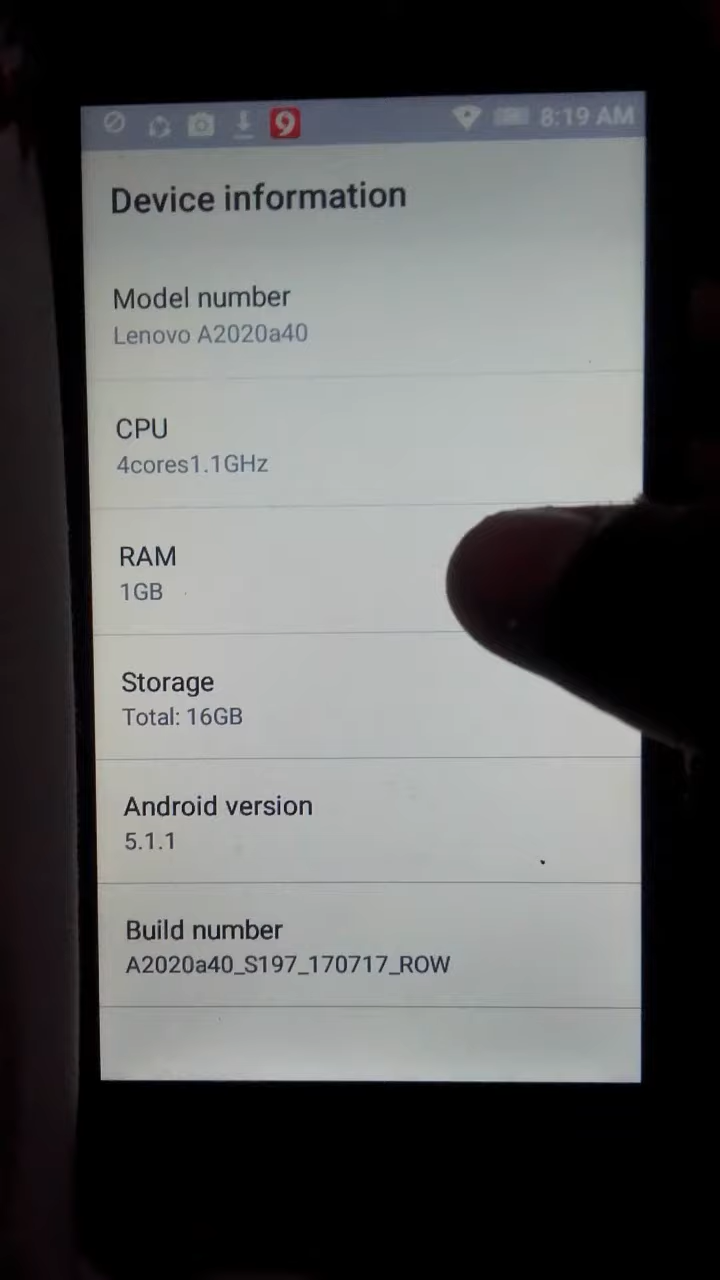 8:19 AM
Device information
Model number
Lenovo A2020a40
CPU
4cores1.1GHz
RAM
1GB
Storage
Total: 16GB
Android version
5.1.1
Build number
A2020a40_S197_170717_ROW